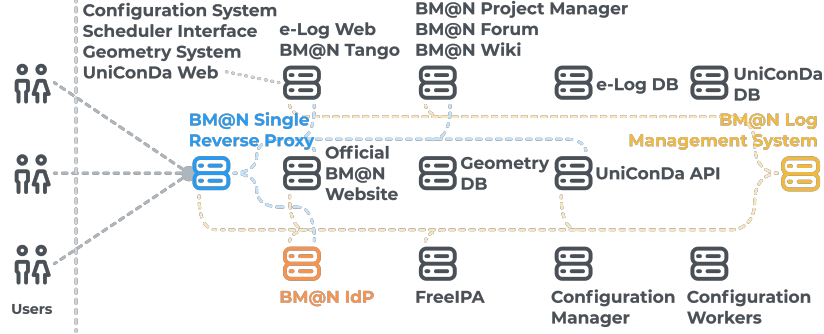 Configuration System
Scheduler Interface
Geometry System
UniConDa Web
e-Log Web
BM@N Tango
BM@N Project Manager
BM@N Forum
BM@N Wiki
e-Log DB
UniConDa
DB
BM@N Single
Reverse Proxy
BM@N Log
Management System
Official
BM@N
Website
Geometry
DB
UniConDa API
Users
BM@N IdP
FreeIPA
Configuration
Manager
Configuration
Workers